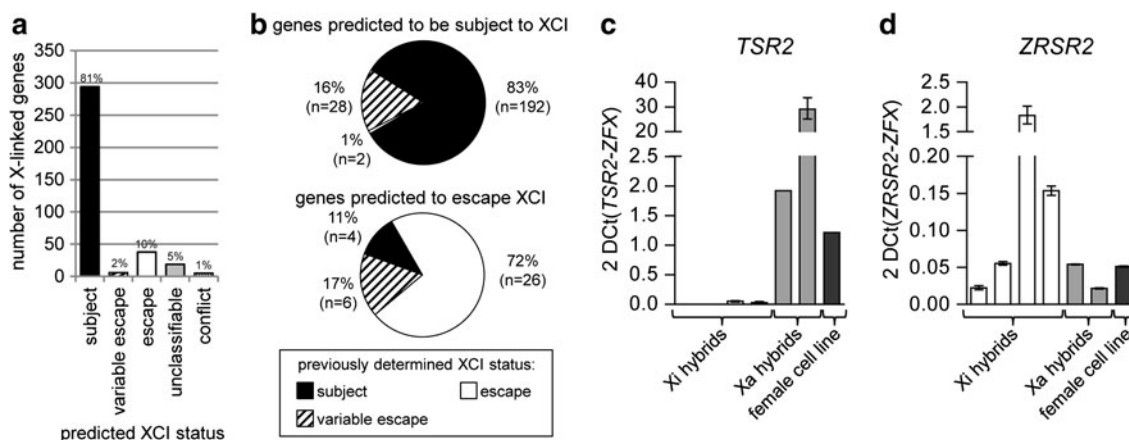 a
350
300
250
200
150
100
50
0
number of X-linked genes
81%
2%
10%
5%
1%
subject
variable escape
escape
unclassifiable
conflict
predicted XCI status
b
genes predicted to be subject to XCI
16%
(n=28)
83%
(n=192)
1%
(n=2)
genes predicted to escape XCI
11%
(n=4)
72%
(n=26)
17%
(n=6)
previously determined XCI status:
subject
escape
variable escape
c
TSR2
2 DCt(TSR2-ZFX)
40
30
20
10
2.0
1.5
1.0
0.5
0.0
Xi hybrids
Xa hybrids
female cell line
d
ZRSR2
2 DCt(ZRSR2-ZFX)
2.5
2.0
1.5
1.0
0.20
0.15
0.10
0.05
0.00
Xi hybrids
Xa hybrids
female cell line